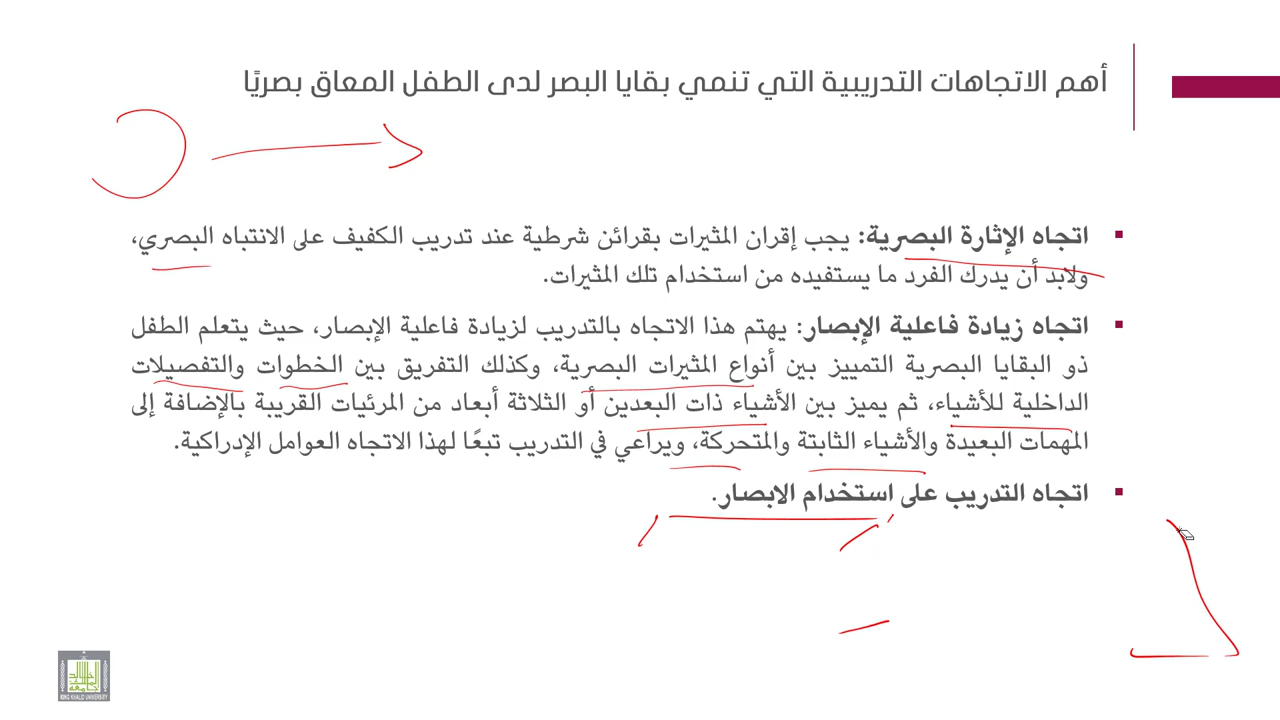 أهم الاتجاهات التدريبية التي تنمي بقايا البصر لدى الطفل المعاق بصريًا
▪ اتجاه الإثارة البصرية: يجب إقران المثيرات بقرائن شرطية عند تدريب الكفيف على الانتباه البصري،
ولابد أن يدرك الفرد ما يستفيده من استخدام تلك المثيرات.
▪ اتجاه زيادة فاعلية الإبصار: يهتم هذا الاتجاه بالتدريب لزيادة فاعلية الإبصار، حيث يتعلم الطفل
ذو البقايا البصرية التمييز بين أنواع المثيرات البصرية، وكذلك التفريق بين الخطوات والتفصيلات
الداخلية للأشياء، ثم يميز بين الأشياء ذات البعدين أو الثلاثة أبعاد من المرئيات القريبة بالإضافة إلى
المهمات البعيدة والأشياء الثابتة والمتحركة، ويراعي في التدريب تبعًا لهذا الاتجاه العوامل الإدراكية.
▪ اتجاه التدريب على استخدام الابصار.
KING KHALID UNIVERSITY